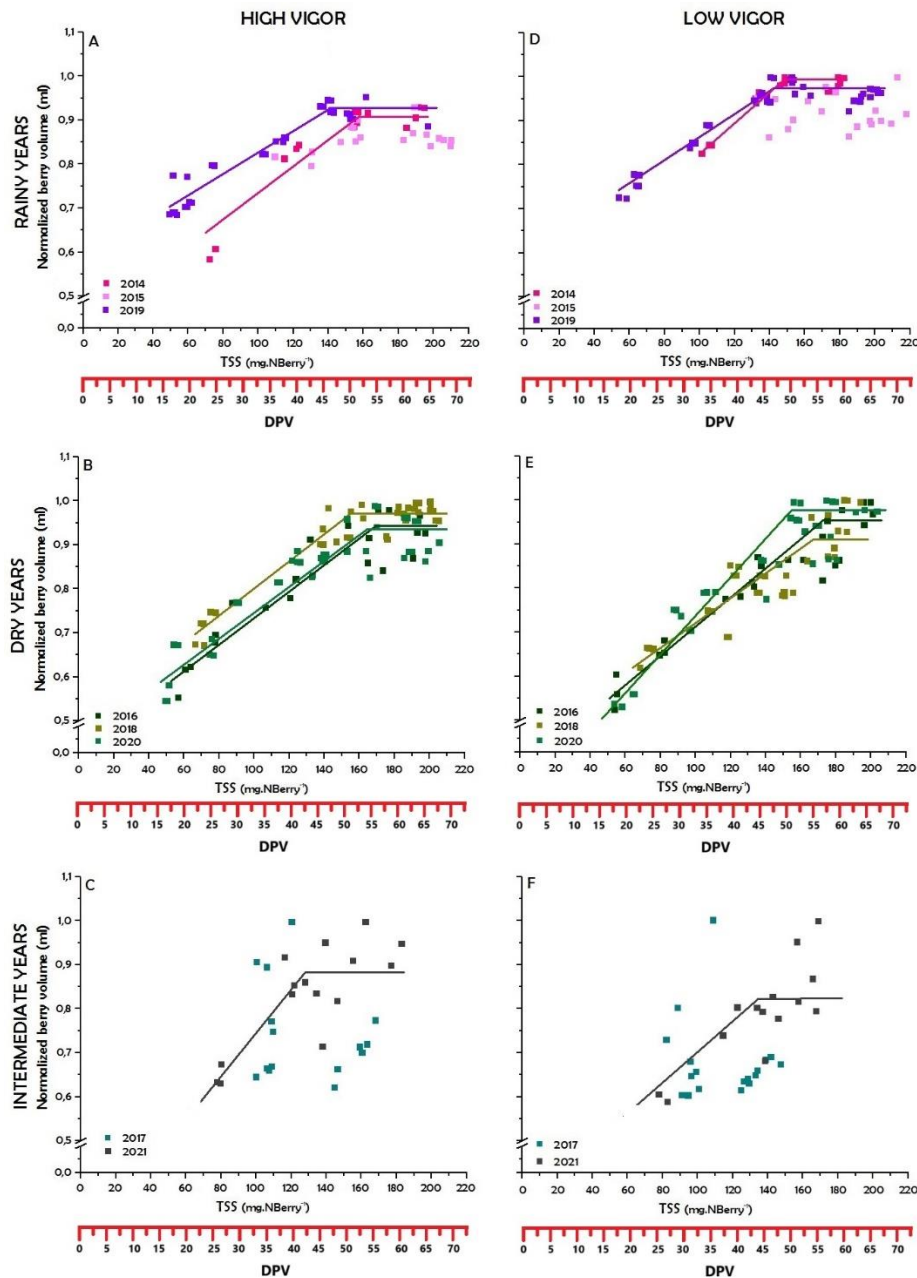 HIGH VIGOR
LOW VIGOR
RAINY YEARS
Normalized berry volume (ml)
A
1,1
1,0
0,9
0,8
0,7
0,6
0,5
0,0
2014
2015
2019
0 20 40 60 80 100 120 140 160 180 200 220
TSS (mg.NBerry⁻¹)
0 5 10 15 20 25 30 35 40 45 50 55 60 65 70
DPV
D
2014
2015
2019
0 20 40 60 80 100 120 140 160 180 200 220
TSS (mg.NBerry⁻¹)
0 5 10 15 20 25 30 35 40 45 50 55 60 65 70
DPV
DRY YEARS
Normalized berry volume (ml)
B
1,1
1,0
0,9
0,8
0,7
0,6
0,5
0,0
2016
2018
2020
0 20 40 60 80 100 120 140 160 180 200 220
TSS (mg.NBerry⁻¹)
0 5 10 15 20 25 30 35 40 45 50 55 60 65 70
DPV
E
2016
2018
2020
0 20 40 60 80 100 120 140 160 180 200 220
TSS (mg.NBerry⁻¹)
0 5 10 15 20 25 30 35 40 45 50 55 60 65 70
DPV
INTERMEDIATE YEARS
Normalized berry volume (ml)
C
1,1
1,0
0,9
0,8
0,7
0,6
0,5
0,0
2017
2021
0 20 40 60 80 100 120 140 160 180 200 220
TSS (mg.NBerry⁻¹)
0 5 10 15 20 25 30 35 40 45 50 55 60 65 70
DPV
F
2017
2021
0 20 40 60 80 100 120 140 160 180 200 220
TSS (mg.NBerry⁻¹)
0 5 10 15 20 25 30 35 40 45 50 55 60 65 70
DPV